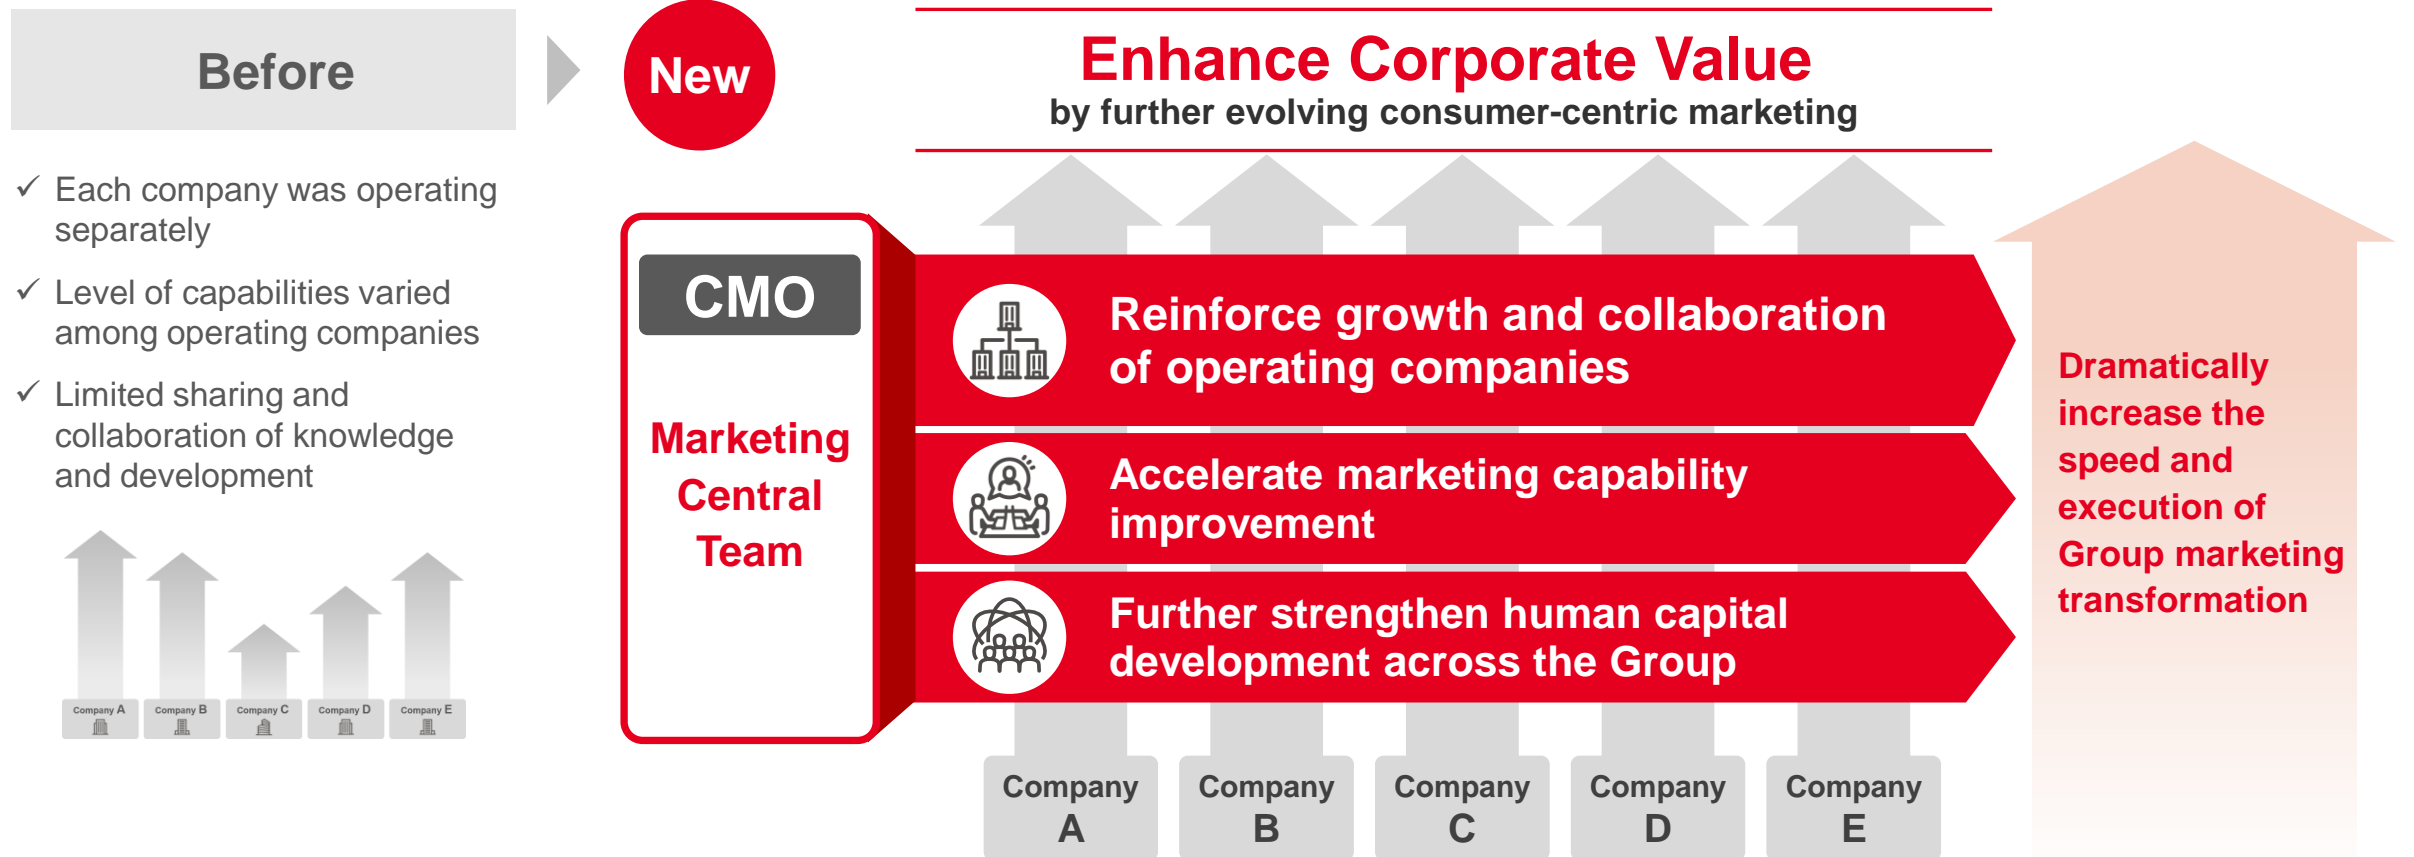 Before
✓ Each company was operating
separately
✓ Level of capabilities varied
among operating companies
✓ Limited sharing and
collaboration of knowledge
and development
Company A
Company B
Company C
Company D
Company E
New
Enhance Corporate Value
by further evolving consumer-centric marketing
CMO
Marketing
Central
Team
Reinforce growth and collaboration
of operating companies
Accelerate marketing capability
improvement
Further strengthen human capital
development across the Group
Company
A
Company
B
Company
C
Company
D
Company
E
Dramatically
increase the
speed and
execution of
Group marketing
transformation